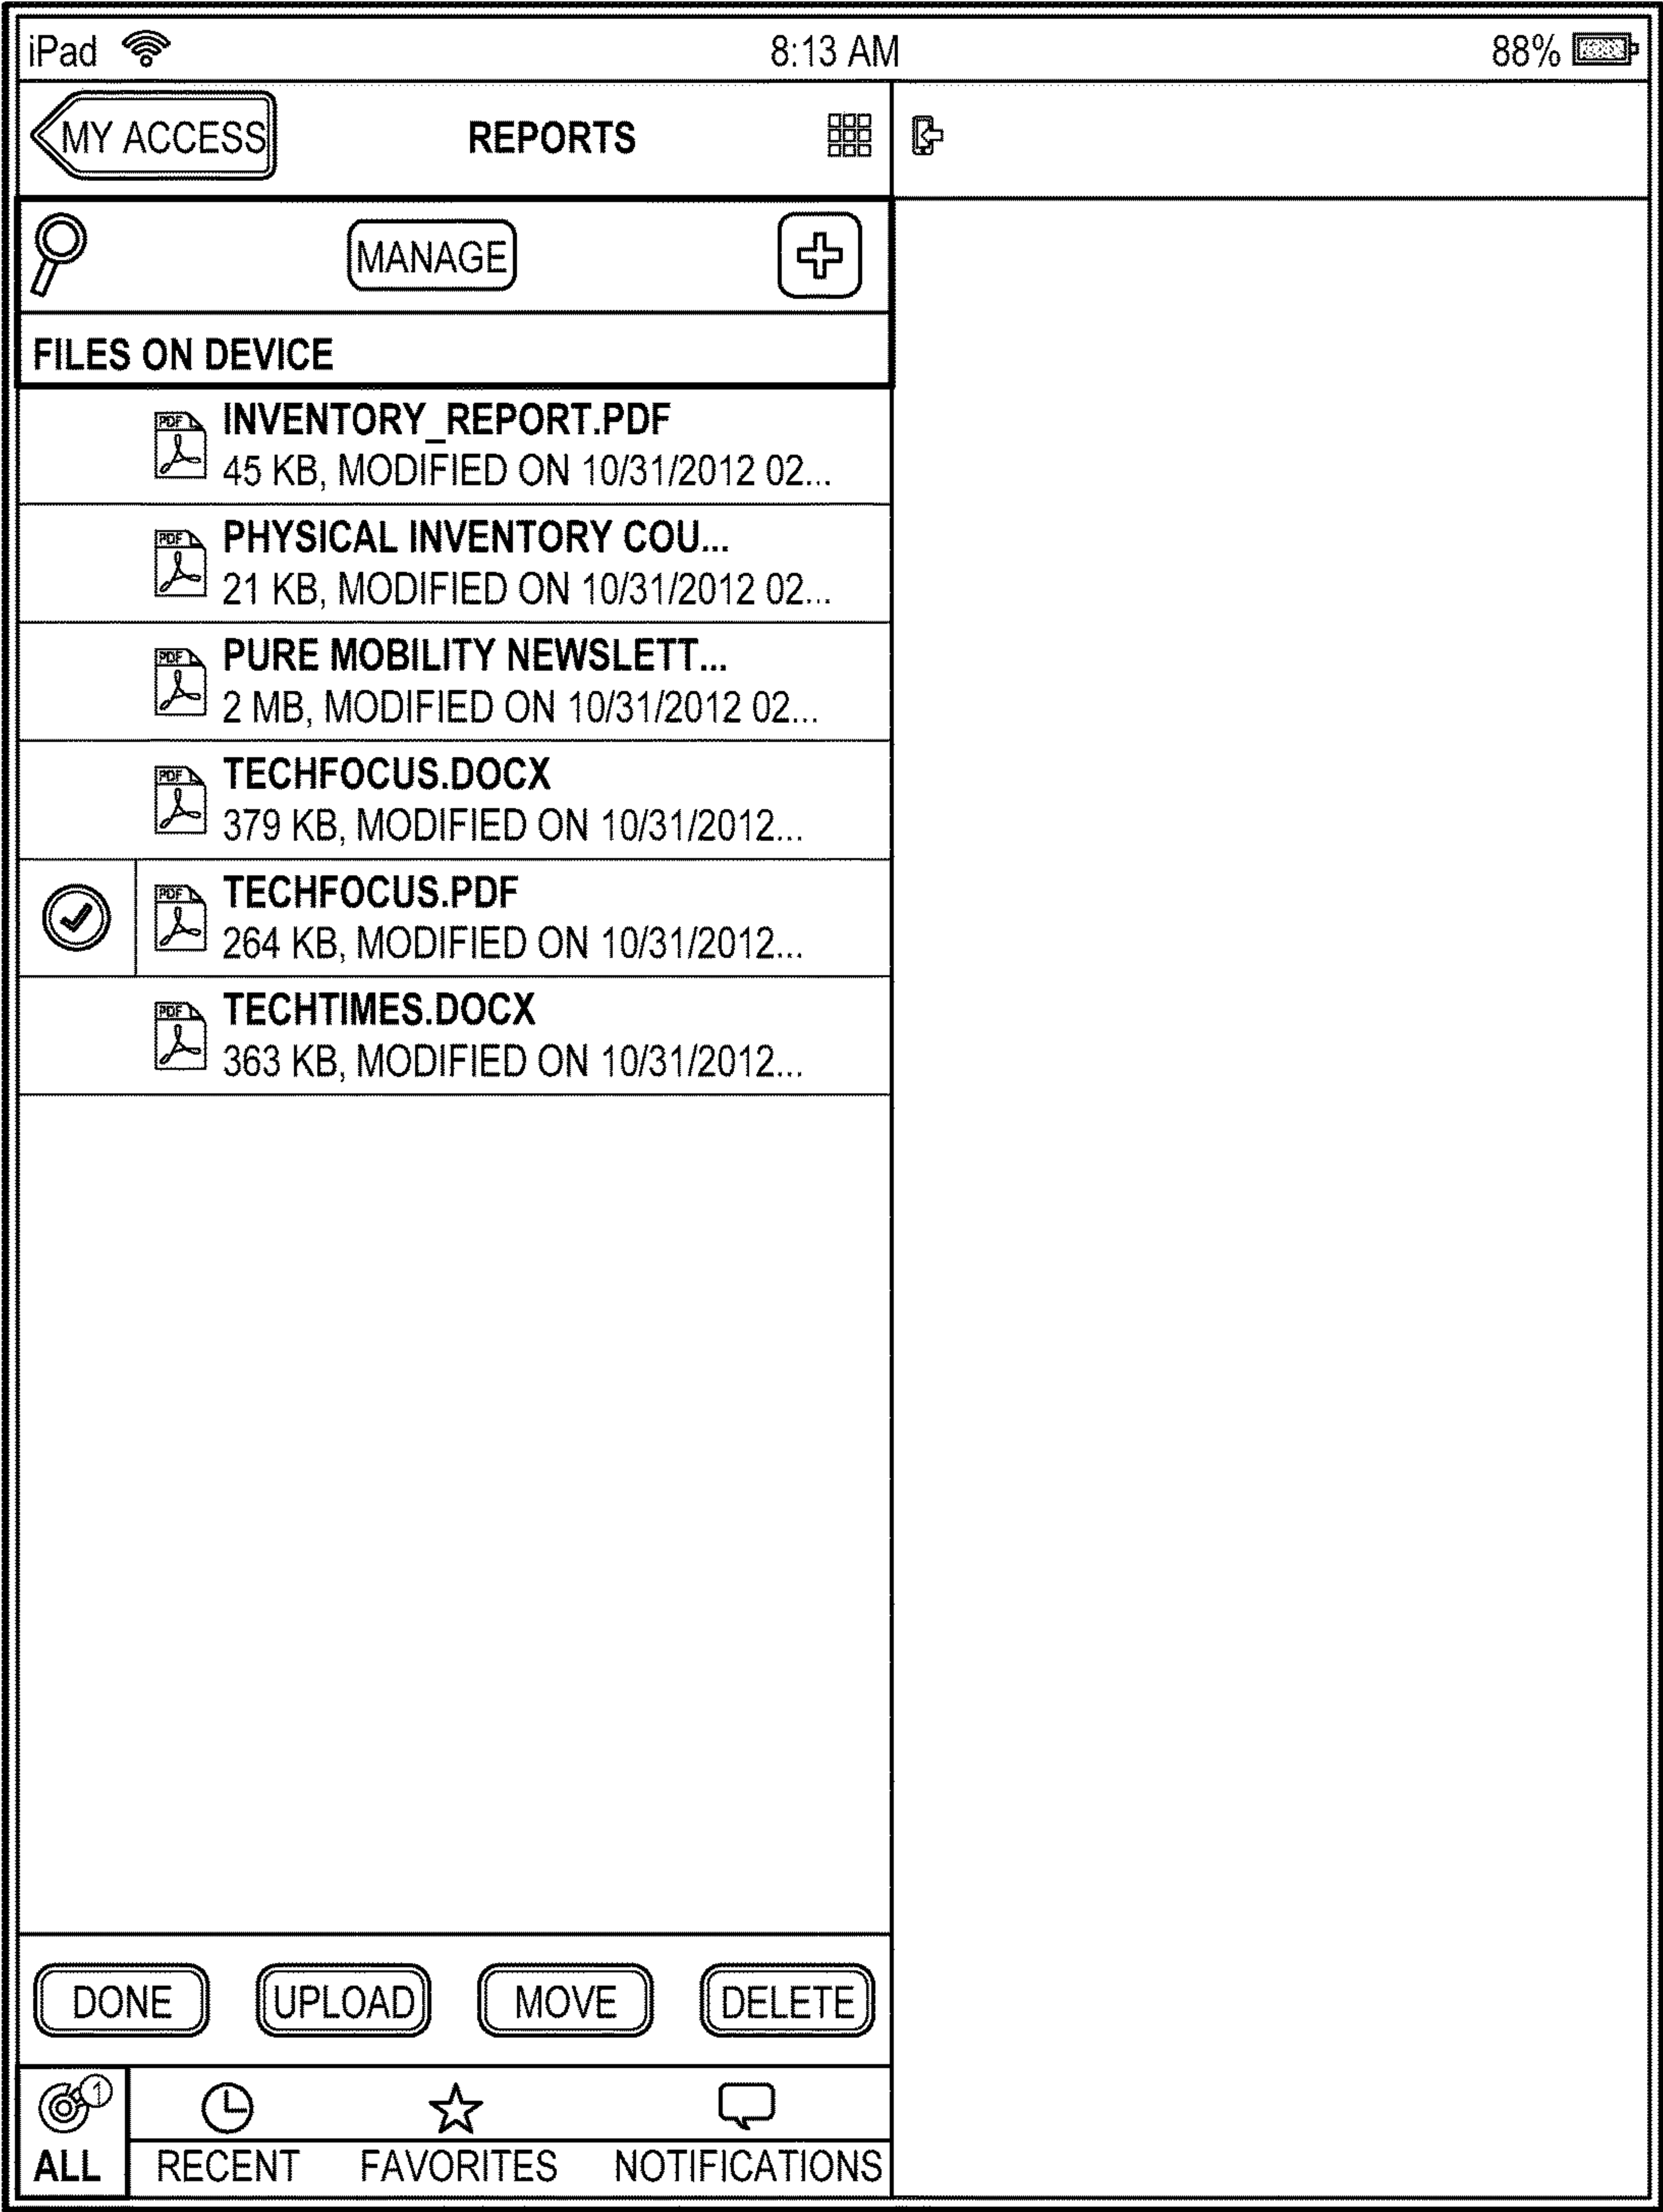 iPad 8:13 AM 88%
MY ACCESS REPORTS
MANAGE
FILES ON DEVICE
PDF INVENTORY_REPORT.PDF
45 KB, MODIFIED ON 10/31/2012 02...
PDF PHYSICAL INVENTORY COU...
21 KB, MODIFIED ON 10/31/2012 02...
PDF PURE MOBILITY NEWSLETT...
2 MB, MODIFIED ON 10/31/2012 02...
PDF TECHFOCUS.DOCX
379 KB, MODIFIED ON 10/31/2012...
PDF TECHFOCUS.PDF
264 KB, MODIFIED ON 10/31/2012...
PDF TECHTIMES.DOCX
363 KB, MODIFIED ON 10/31/2012...
DONE UPLOAD MOVE DELETE
1
ALL RECENT FAVORITES NOTIFICATIONS